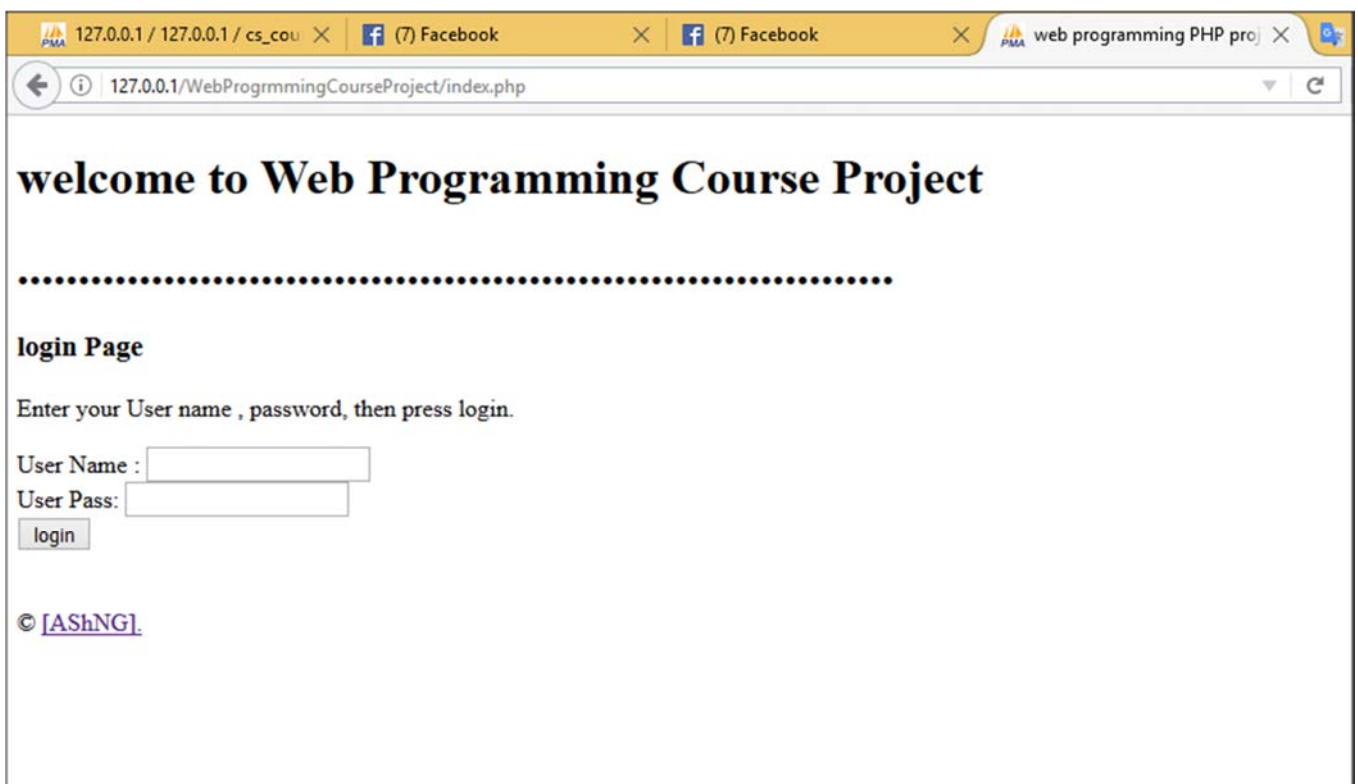 127.0.0.1 / 127.0.0.1 / cs_cou
(7) Facebook
(7) Facebook
web programming PHP proj
127.0.0.1/WebProgrmmingCourseProject/index.php
welcome to Web Programming Course Project
login Page
Enter your User name , password, then press login.
User Name :
User Pass:
login
© [AShNG].